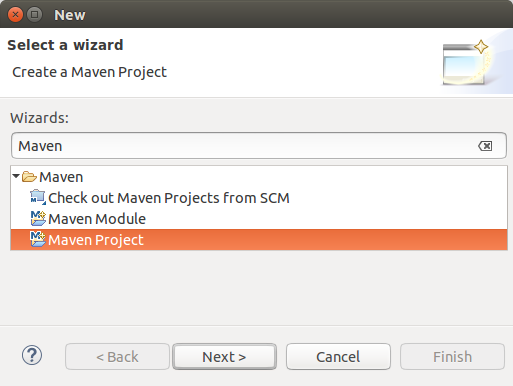 New
Select a wizard
Create a Maven Project
Wizards:
Maven
Maven
Check out Maven Projects from SCM
Maven Module
Maven Project
? < Back Next > Cancel Finish